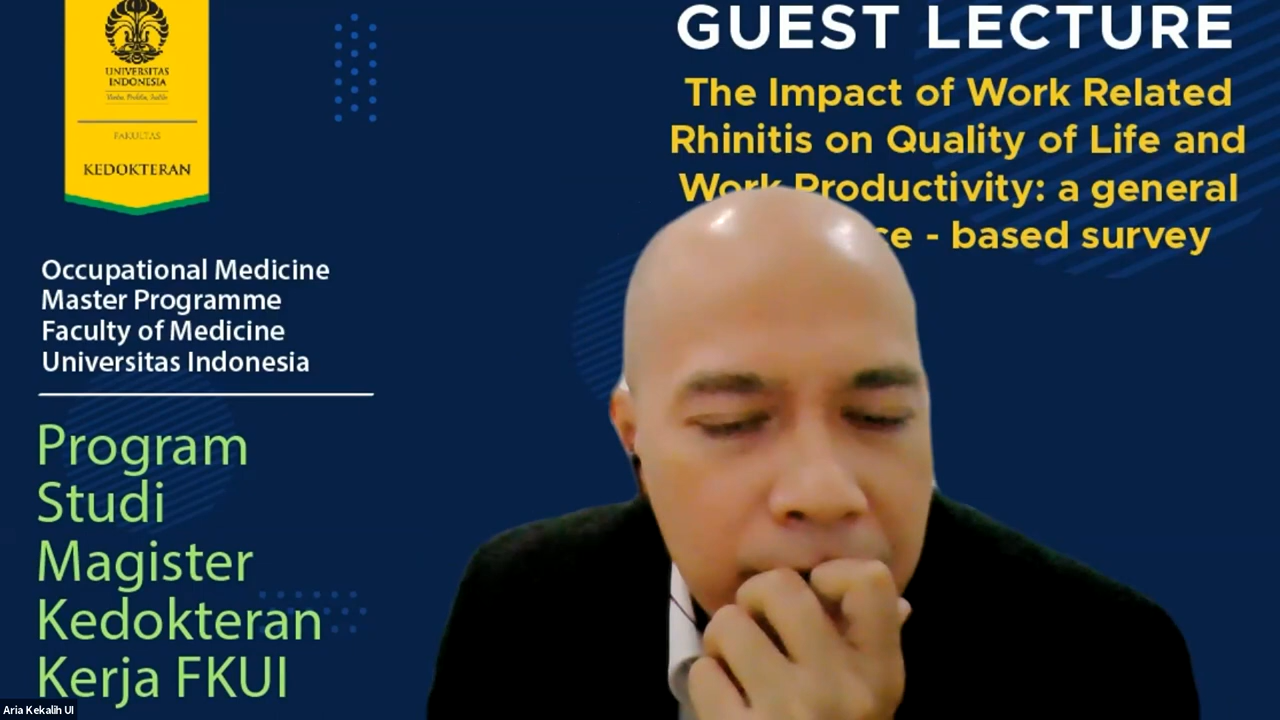 UNIVERSITAS
INDONESIA
Veritas, Probitas, Iustitia
FAKULTAS
KEDOKTERAN
Occupational Medicine
Master Programme
Faculty of Medicine
Universitas Indonesia
Program
Studi
Magister
Kedokteran
Kerja FKUI
GUEST LECTURE
The Impact of Work Related
Rhinitis on Quality of Life and
Work Productivity: a general
- based survey
Aria Kekalih UI